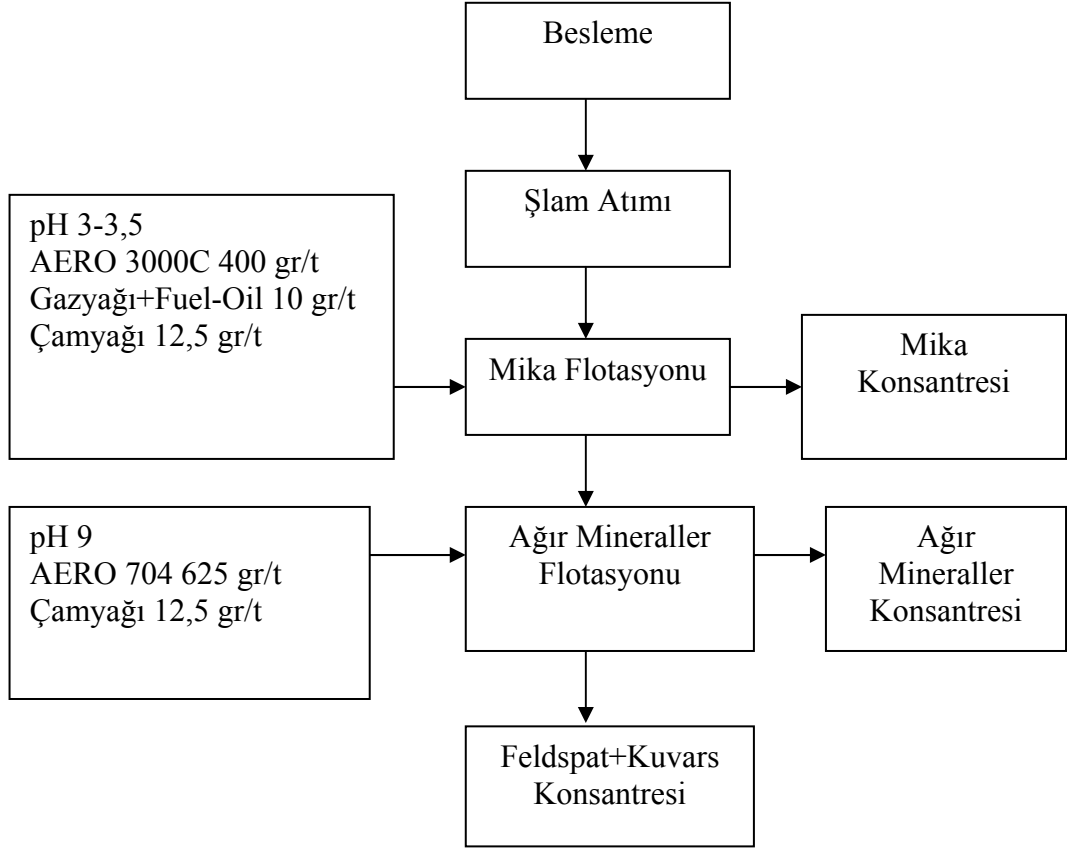 Besleme
Şlam Atımı
pH 3-3,5
AERO 3000C 400 gr/t
Gazyağı+Fuel-Oil 10 gr/t
Çamyağı 12,5 gr/t
Mika Flotasyonu
Mika
Konsantresi
pH 9
AERO 704 625 gr/t
Çamyağı 12,5 gr/t
Ağır Mineraller
Flotasyonu
Ağır
Mineraller
Konsantresi
Feldspat+Kuvars
Konsantresi